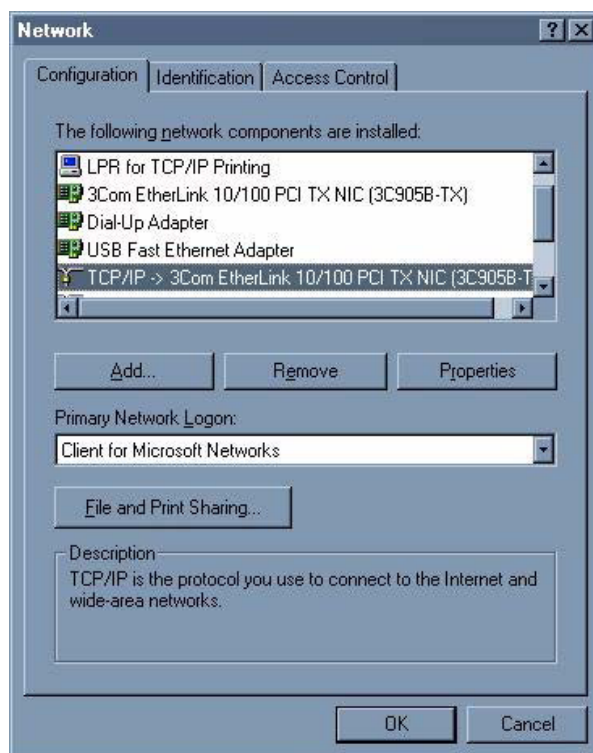 Network
Configuration
Identification
Access Control
The following network components are installed:
LPR for TCP/IP Printing
3Com EtherLink 10/100 PCI TX NIC (3C905B-TX)
Dial-Up Adapter
USB Fast Ethernet Adapter
TCP/IP -> 3Com EtherLink 10/100 PCI TX NIC (3C905B-T
Add...
Remove
Properties
Primary Network Logon:
Client for Microsoft Networks
File and Print Sharing...
Description
TCP/IP is the protocol you use to connect to the Internet and
wide-area networks.
OK
Cancel